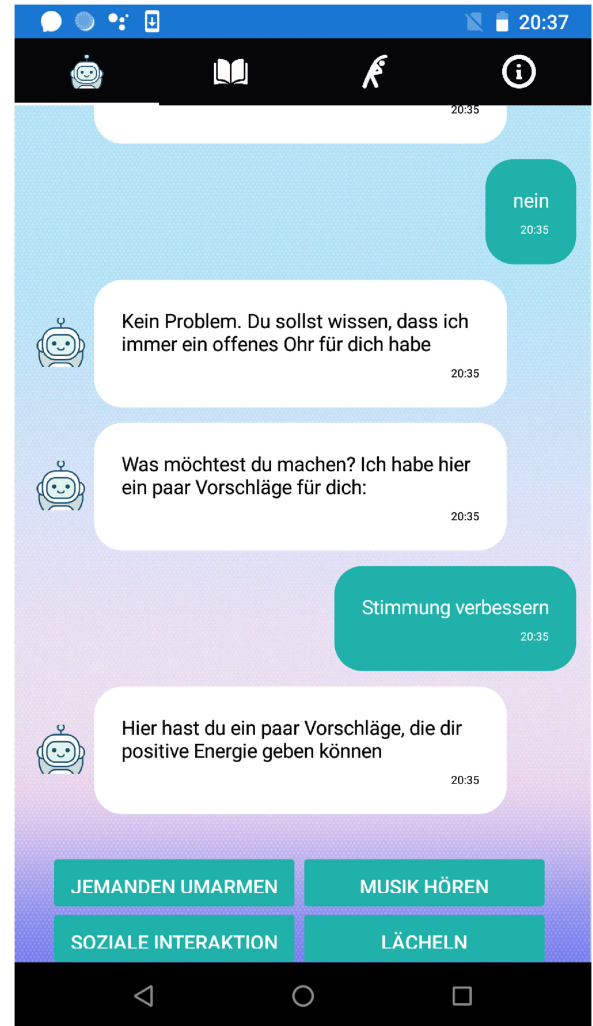 20:37
20:35
nein
20:35
Kein Problem. Du sollst wissen, dass ich
immer ein offenes Ohr für dich habe
20:35
Was möchtest du machen? Ich habe hier
ein paar Vorschläge für dich:
20:35
Stimmung verbessern
20:35
Hier hast du ein paar Vorschläge, die dir
positive Energie geben können
20:35
JEMANDEN UMARMEN
MUSIK HÖREN
SOZIALE INTERAKTION
LÄCHELN